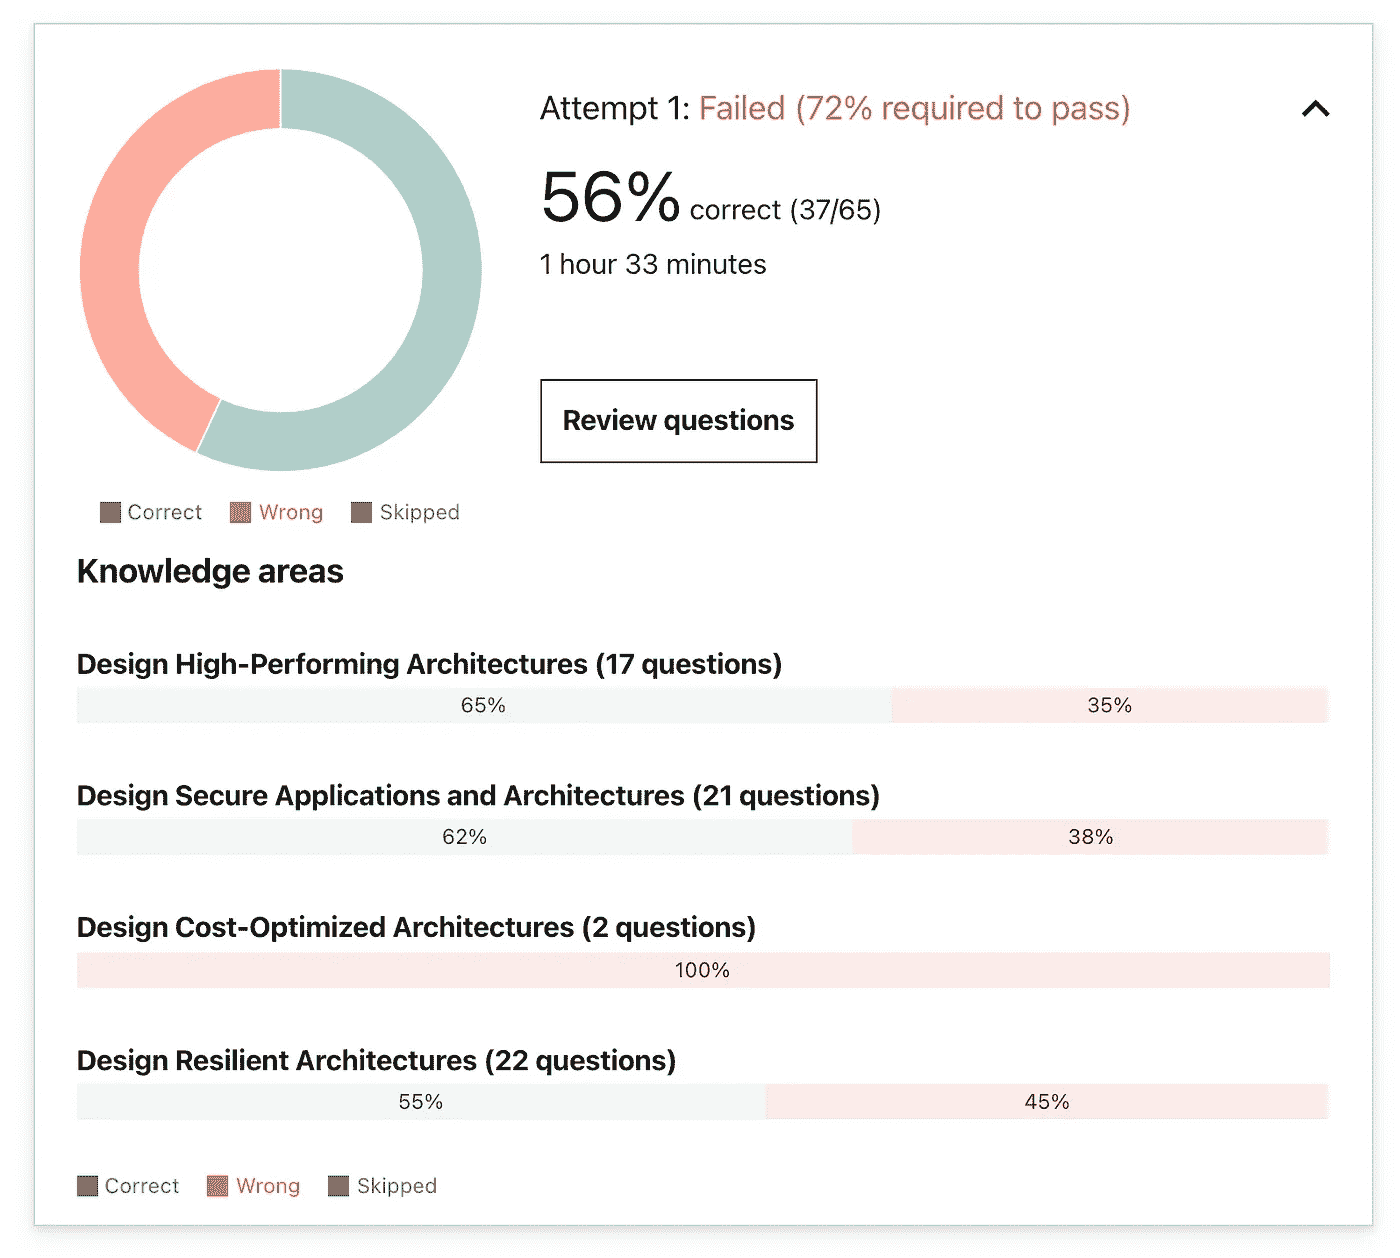 Attempt 1: Failed (72% required to pass)
56% correct (37/65)
1 hour 33 minutes
Review questions
Correct Wrong Skipped
Knowledge areas
Design High-Performing Architectures (17 questions)
65% 35%
Design Secure Applications and Architectures (21 questions)
62% 38%
Design Cost-Optimized Architectures (2 questions)
100%
Design Resilient Architectures (22 questions)
55% 45%
Correct Wrong Skipped